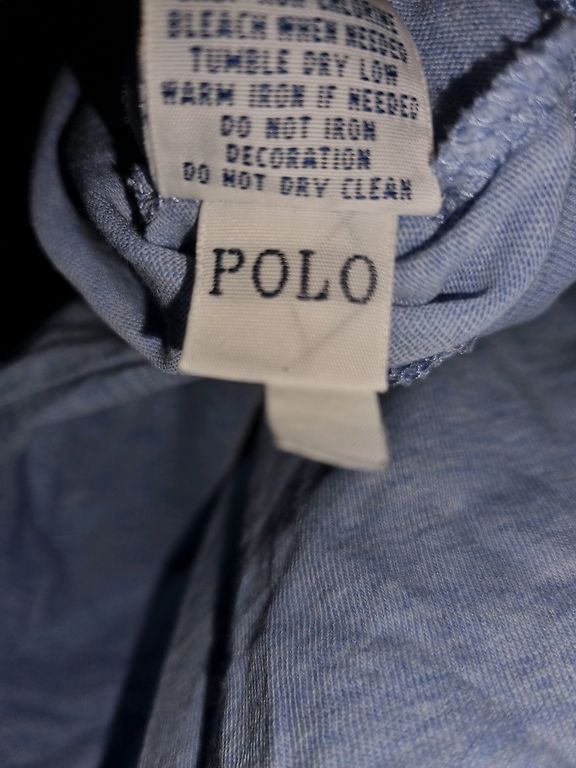 BLEACH WHEN NEEDED
TUMBLE DRY LOW
WARM IRON IF NEEDED
DO NOT IRON
DECORATION
DO NOT DRY CLEAN
POLO